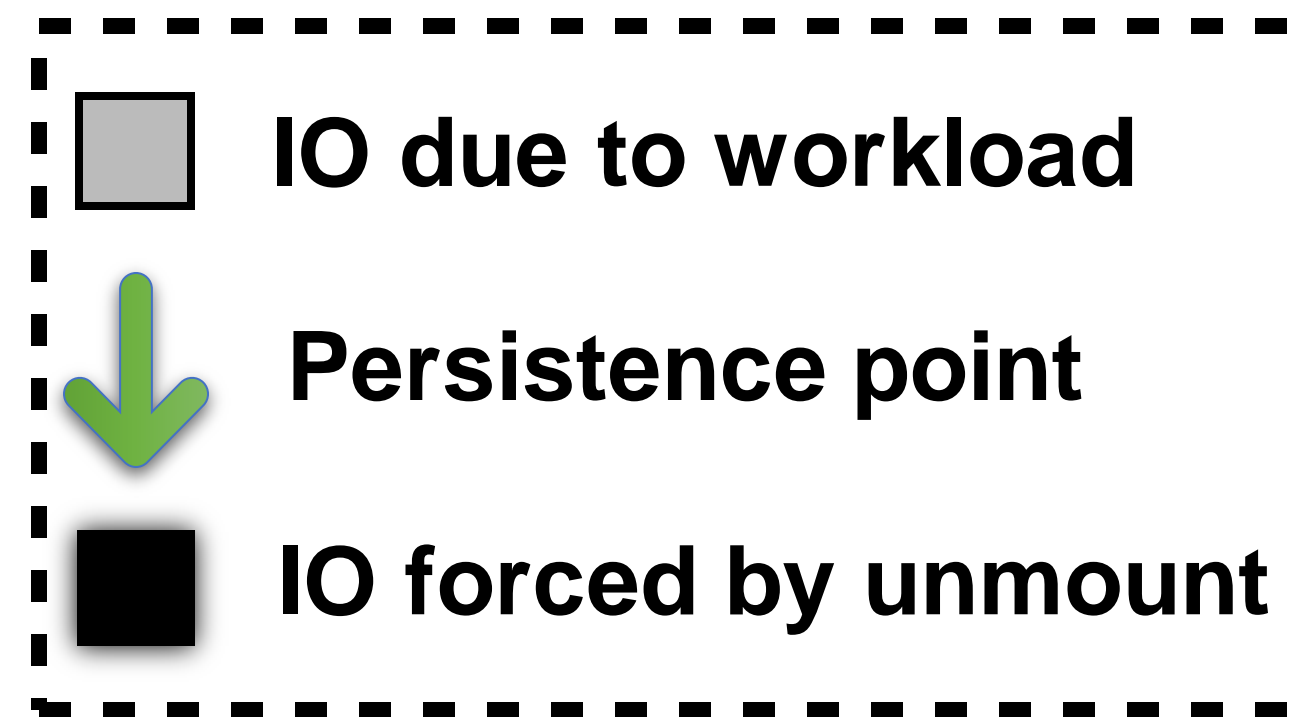 IO due to workload
Persistence point
IO forced by unmount